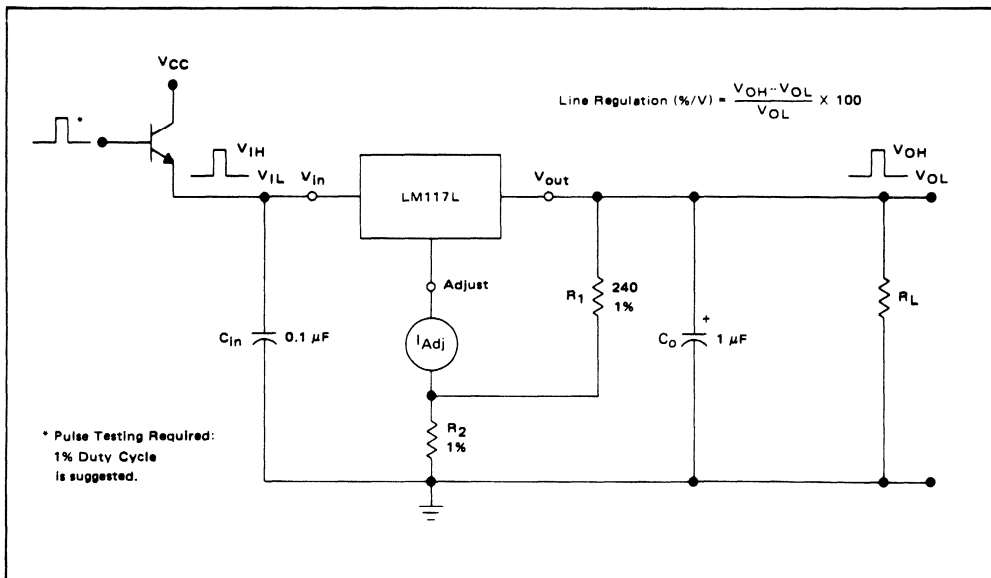 VCC
Line Regulation (%/V) = (VOH - VOL) / VOL X 100
*
VIH
VIL
Vin
LM117L
Vout
VOH
VOL
Adjust
R1
240
1%
RL
Cin
0.1 µF
IAdj
+
CO
1 µF
R2
1%
* Pulse Testing Required:
1% Duty Cycle
is suggested.